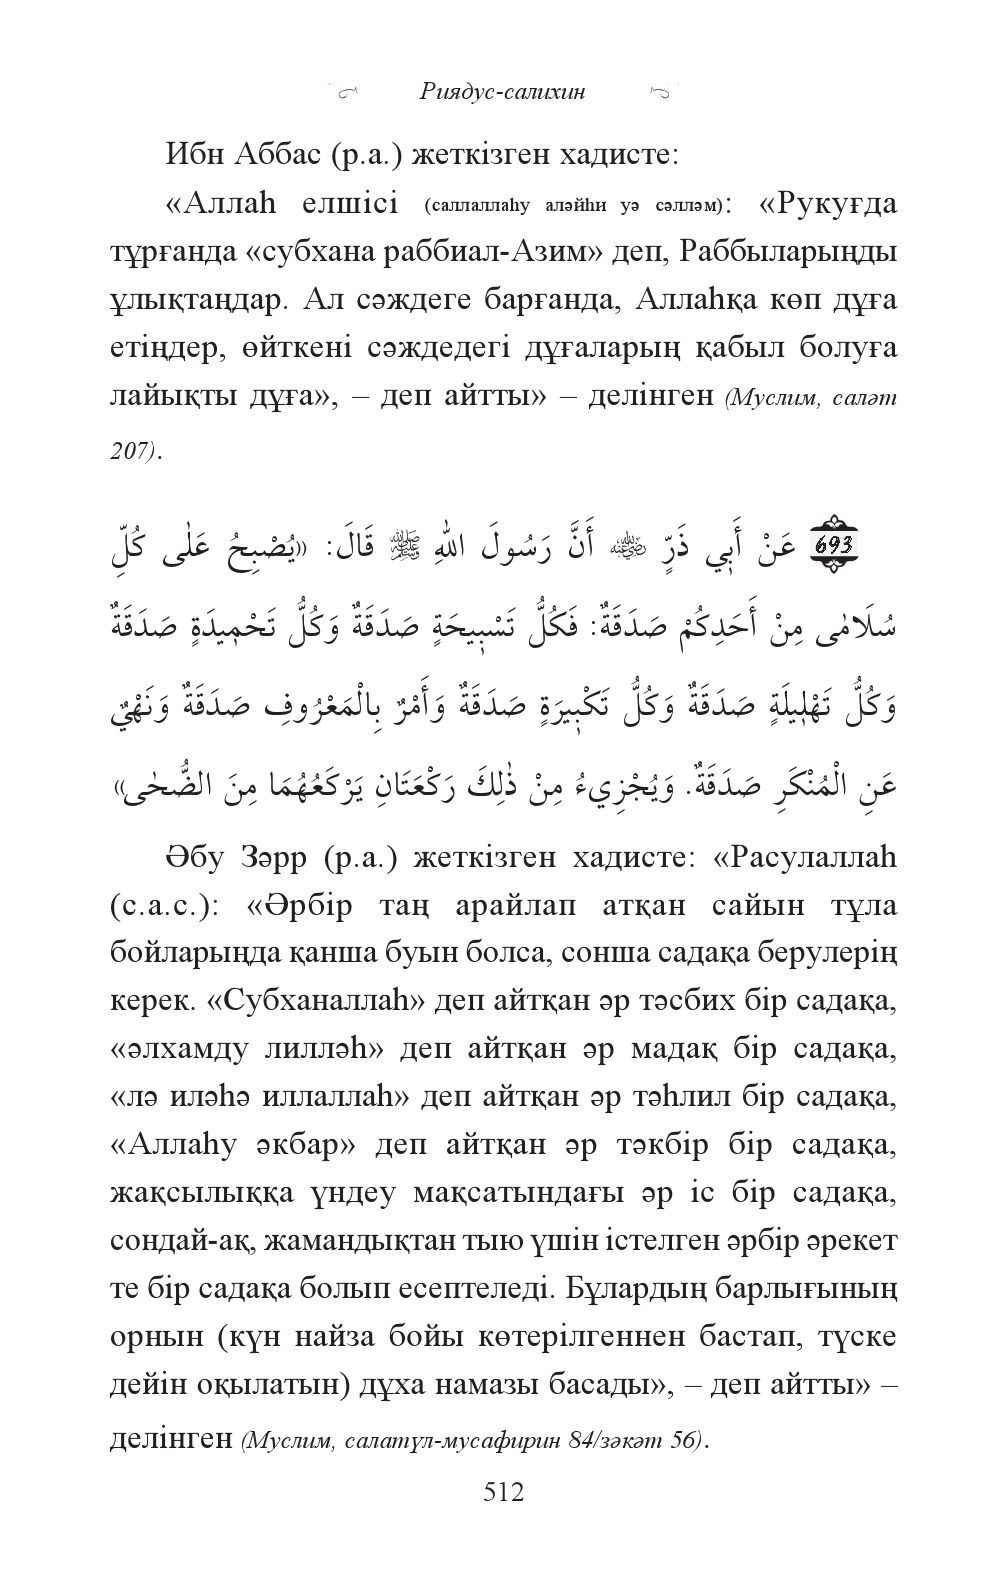 Риядус-салихин
Ибн Аббас (р.а.) жеткізген хадисте:
«Аллаһ елшісі (саллаллаһу аләйһи уә сәлләм): «Рукуғда
тұрғанда «субхана раббиал-Азим» деп, Раббыларыңды
ұлықтаңдар. Ал сәждеге барғанда, Аллаһқа көп дұға
етіңдер, өйткені сәждедегі дұғаларың қабыл болуға
лайықты дұға», – деп айтты» – делінген (Муслим, саләт
207).
693 عَنْ أَبِي ذَرٍّ ﷺ أَنَّ رَسُولَ اللهِ ﷺ قَالَ: «يُصْبِحُ عَلٰى كُلِّ
سُلَامٰى مِنْ أَحَدِكُمْ صَدَقَةٌ: فَكُلُّ تَسْبِيحَةٍ صَدَقَةٌ وَكُلُّ تَحْمِيدَةٍ صَدَقَةٌ
وَكُلُّ تَهْلِيلَةٍ صَدَقَةٌ وَكُلُّ تَكْبِيرَةٍ صَدَقَةٌ وَأَمْرٌ بِالْمَعْرُوفِ صَدَقَةٌ وَنَهْيٌ
عَنِ الْمُنْكَرِ صَدَقَةٌ. وَيُجْزِيءُ مِنْ ذٰلِكَ رَكْعَتَانِ يَرْكَعُهُمَا مِنَ الضُّحٰى»
Әбу Зәрр (р.а.) жеткізген хадисте: «Расулаллаһ
(с.а.с.): «Әрбір таң арайлап атқан сайын тұла
бойларыңда қанша буын болса, сонша садақа берулерің
керек. «Субханаллаһ» деп айтқан әр тәсбих бір садақа,
«әлхамду лилләһ» деп айтқан әр мадақ бір садақа,
«лә иләһә иллаллаһ» деп айтқан әр тәһлил бір садақа,
«Аллаһу әкбар» деп айтқан әр тәкбір бір садақа,
жақсылыққа үндеу мақсатындағы әр іс бір садақа,
сондай-ақ, жамандықтан тыю үшін істелген әрбір әрекет
те бір садақа болып есептеледі. Бұлардың барлығының
орнын (күн найза бойы көтерілгеннен бастап, түске
дейін оқылатын) дұха намазы басады», – деп айтты» –
делінген (Муслим, салатүл-мусафирин 84/зәкәт 56).
512